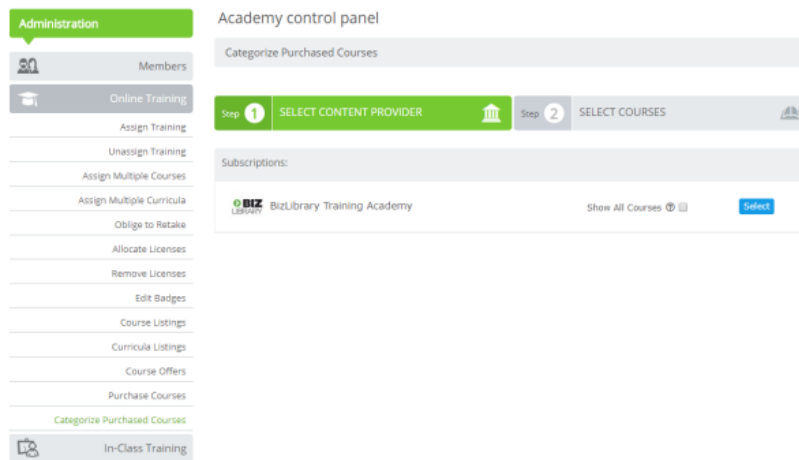 Administration
Members
Online Training
Assign Training
Unassign Training
Assign Multiple Courses
Assign Multiple Curricula
Oblige to Retake
Allocate Licenses
Remove Licenses
Edit Badges
Course Listings
Curricula Listings
Course Offers
Purchase Courses
Categorize Purchased Courses
In-Class Training
Academy control panel
Categorize Purchased Courses
Step 1 SELECT CONTENT PROVIDER
Step 2 SELECT COURSES
Subscriptions:
BIZ
LIBRARY
BizLibrary Training Academy
Show All Courses
Select